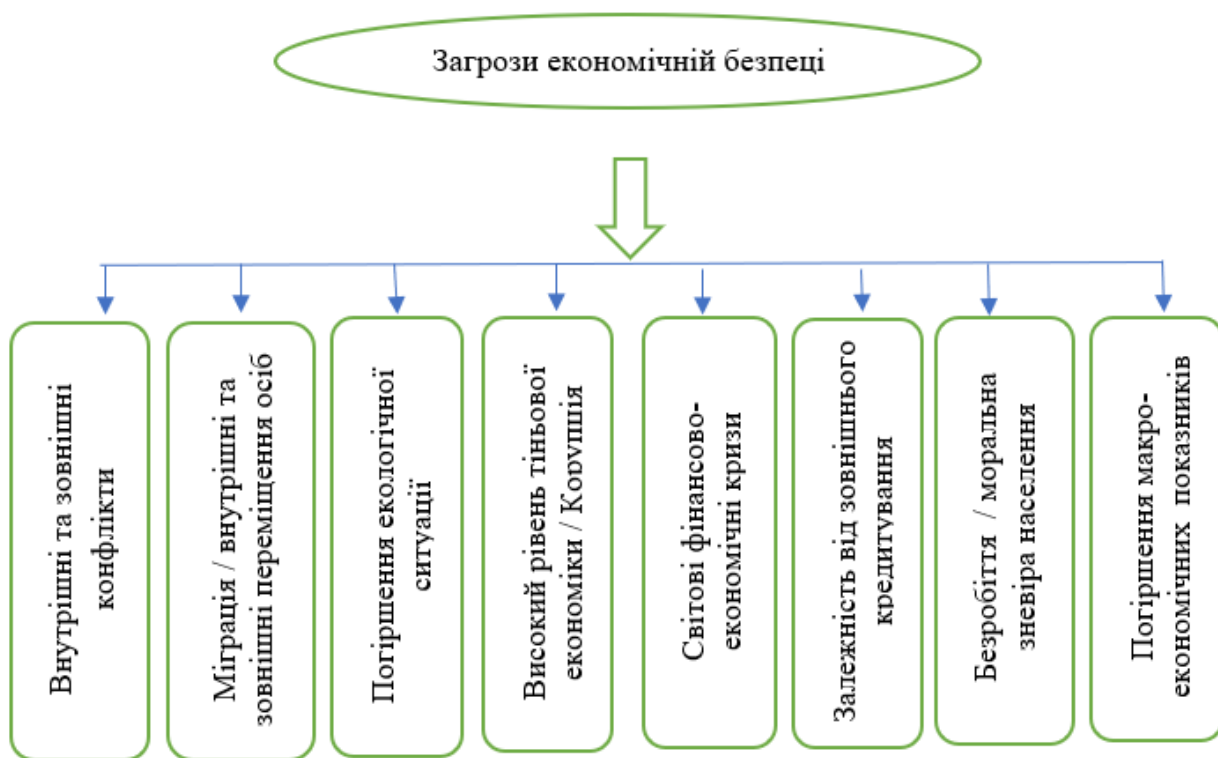 Загрози економічній безпеці
Внутрішні та зовнішні
конфлікти
Міграція / внутрішні та
зовнішні переміщення осіб
Погіршення екологічної
ситуації
Високий рівень тіньової
економіки / Корупція
Світові фінансово-
економічні кризи
Залежність від зовнішнього
кредитування
Безробіття / моральна
зневіра населення
Погіршення макро-
економічних показників